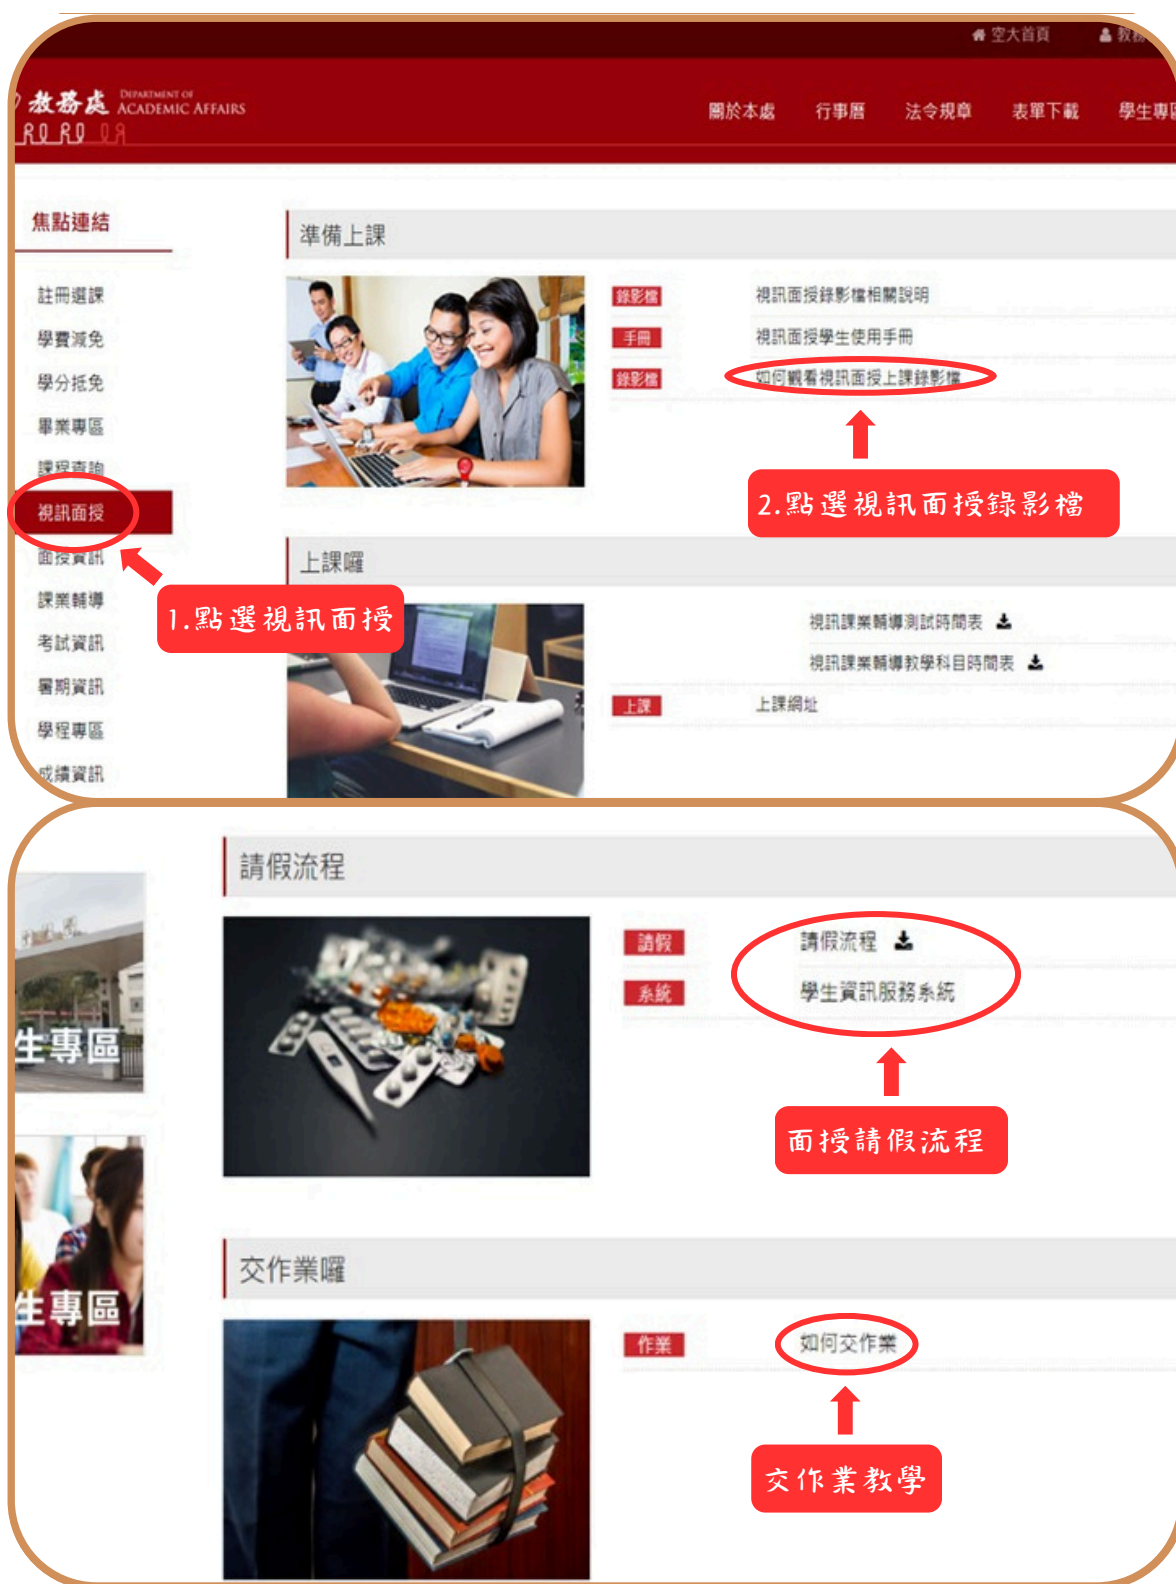 空大首頁
教務
教務處 DEPARTMENT OF ACADEMIC AFFAIRS
關於本處 行事曆 法令規章 表單下載 學生專區
焦點連結
註冊選課
學費減免
學分抵免
畢業專區
課程查詢
視訊面授
面授資訊
課業輔導
考試資訊
暑期資訊
學程專區
成績資訊
1.點選視訊面授
準備上課
錄影檔 視訊面授錄影檔相關說明
手冊 視訊面授學生使用手冊
錄影檔 如何觀看視訊面授上課錄影檔
2.點選視訊面授錄影檔
上課囉
視訊課業輔導測試時間表
視訊課業輔導教學科目時間表
上課 上課網址
生專區
生專區
請假流程
請假 請假流程
系統 學生資訊服務系統
面授請假流程
交作業囉
作業 如何交作業
交作業教學